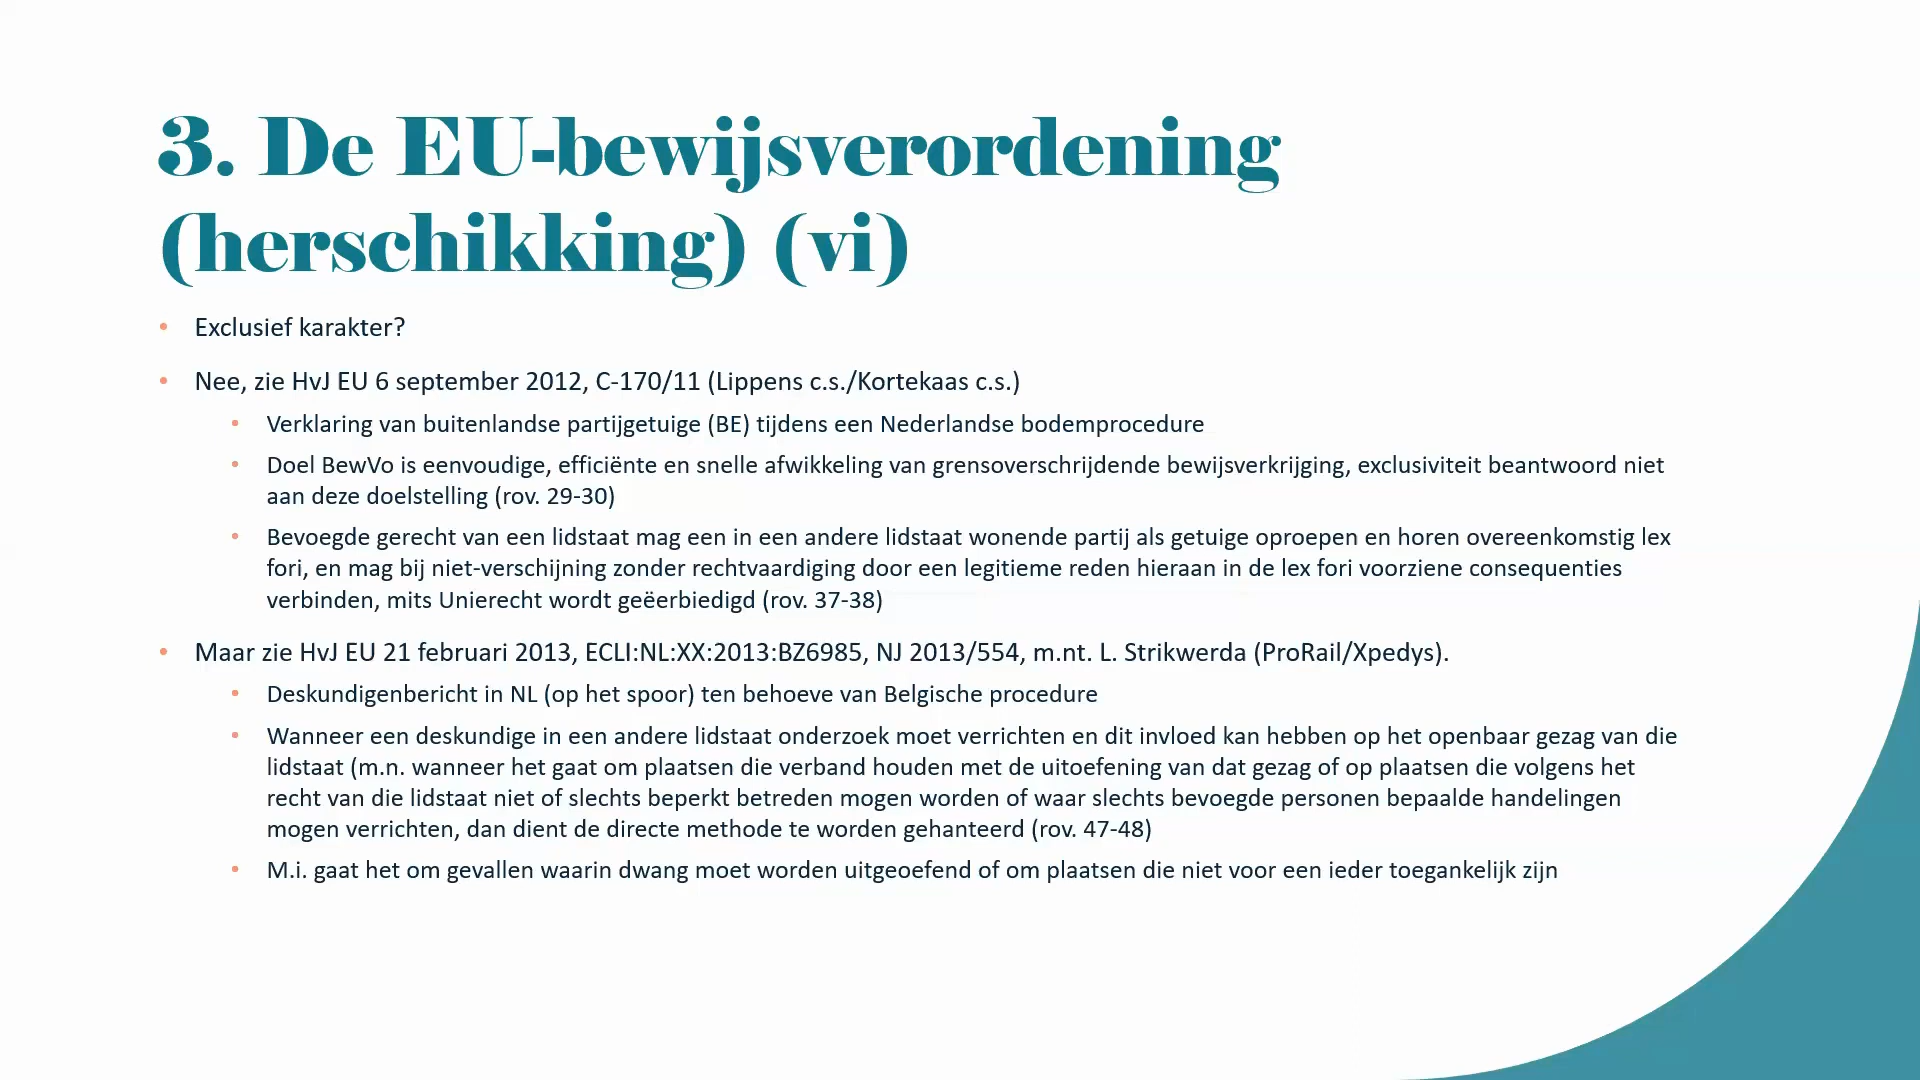 3. De EU-bewijsverordening
(herschikking) (vi)
• Exclusief karakter?
• Nee, zie HvJ EU 6 september 2012, C-170/11 (Lippens c.s./Kortekaas c.s.)
• Verklaring van buitenlandse partijgetuige (BE) tijdens een Nederlandse bodemprocedure
• Doel BewVo is eenvoudige, efficiënte en snelle afwikkeling van grensoverschrijdende bewijsverkrijging, exclusiviteit beantwoord niet
aan deze doelstelling (rov. 29-30)
• Bevoegde gerecht van een lidstaat mag een in een andere lidstaat wonende partij als getuige oproepen en horen overeenkomstig lex
fori, en mag bij niet-verschijning zonder rechtvaardiging door een legitieme reden hieraan in de lex fori voorziene consequenties
verbinden, mits Unierecht wordt geëerbiedigd (rov. 37-38)
• Maar zie HvJ EU 21 februari 2013, ECLI:NL:XX:2013:BZ6985, NJ 2013/554, m.nt. L. Strikwerda (ProRail/Xpedys).
• Deskundigenbericht in NL (op het spoor) ten behoeve van Belgische procedure
• Wanneer een deskundige in een andere lidstaat onderzoek moet verrichten en dit invloed kan hebben op het openbaar gezag van die
lidstaat (m.n. wanneer het gaat om plaatsen die verband houden met de uitoefening van dat gezag of op plaatsen die volgens het
recht van die lidstaat niet of slechts beperkt betreden mogen worden of waar slechts bevoegde personen bepaalde handelingen
mogen verrichten, dan dient de directe methode te worden gehanteerd (rov. 47-48)
• M.i. gaat het om gevallen waarin dwang moet worden uitgeoefend of om plaatsen die niet voor een ieder toegankelijk zijn